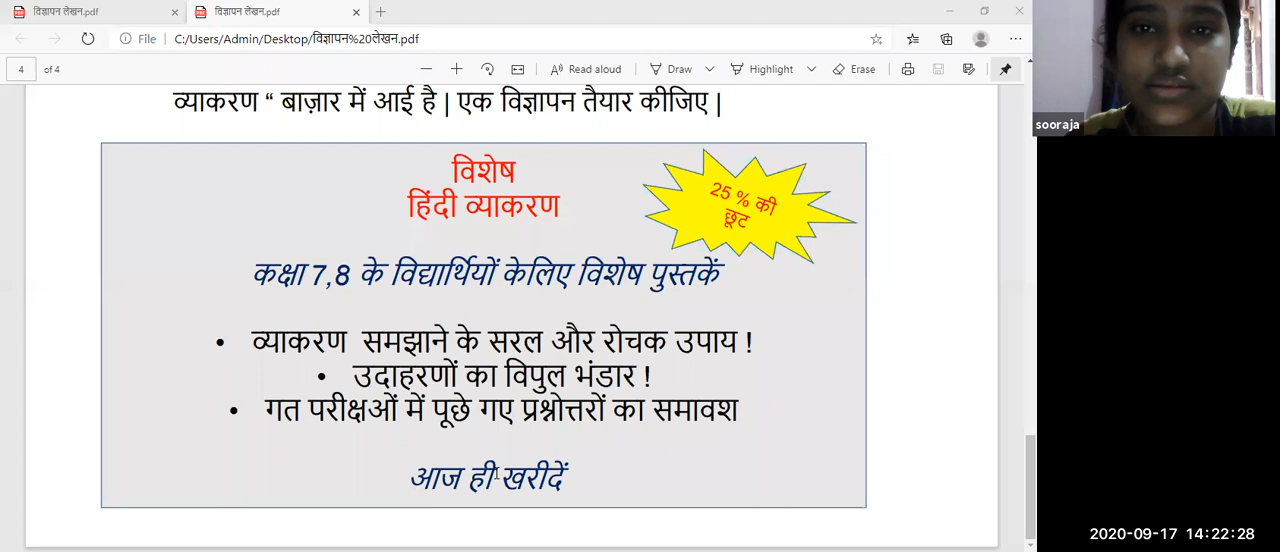 विज्ञापन लेखन.pdf
विज्ञापन लेखन.pdf
File
C:/Users/Admin/Desktop/विज्ञापन%20लेखन.pdf
4 of 4
Read aloud
Draw
Highlight
Erase
sooraja
व्याकरण “ बाज़ार में आई है | एक विज्ञापन तैयार कीजिए |
विशेष
हिंदी व्याकरण
25 % की
छूट
कक्षा 7,8 के विद्यार्थियों केलिए विशेष पुस्तकें
• व्याकरण समझाने के सरल और रोचक उपाय !
• उदाहरणों का विपुल भंडार !
• गत परीक्षओं में पूछे गए प्रश्नोत्तरों का समावश
आज ही खरीदें
2020-09-17 14:22:28